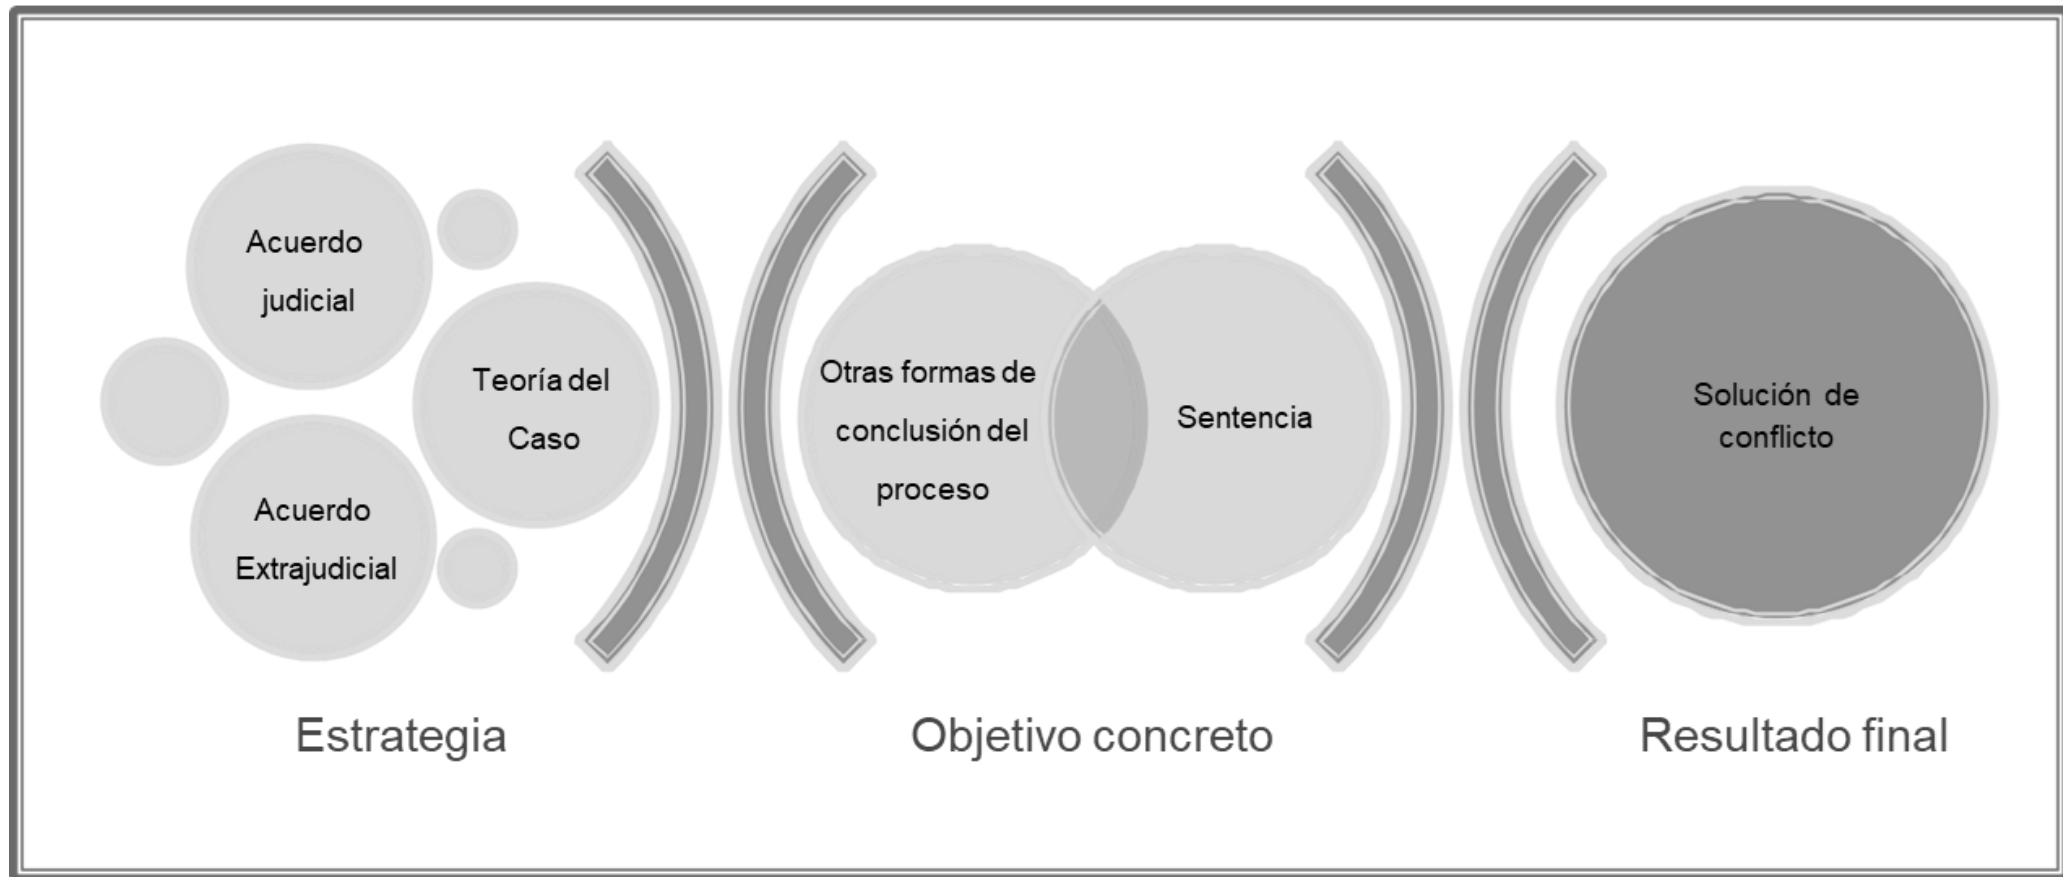 Acuerdo
judicial
Teoría del
Caso
Acuerdo
Extrajudicial
Estrategia
Otras formas de
conclusión del
proceso
Sentencia
Objetivo concreto
Solución de
conflicto
Resultado final